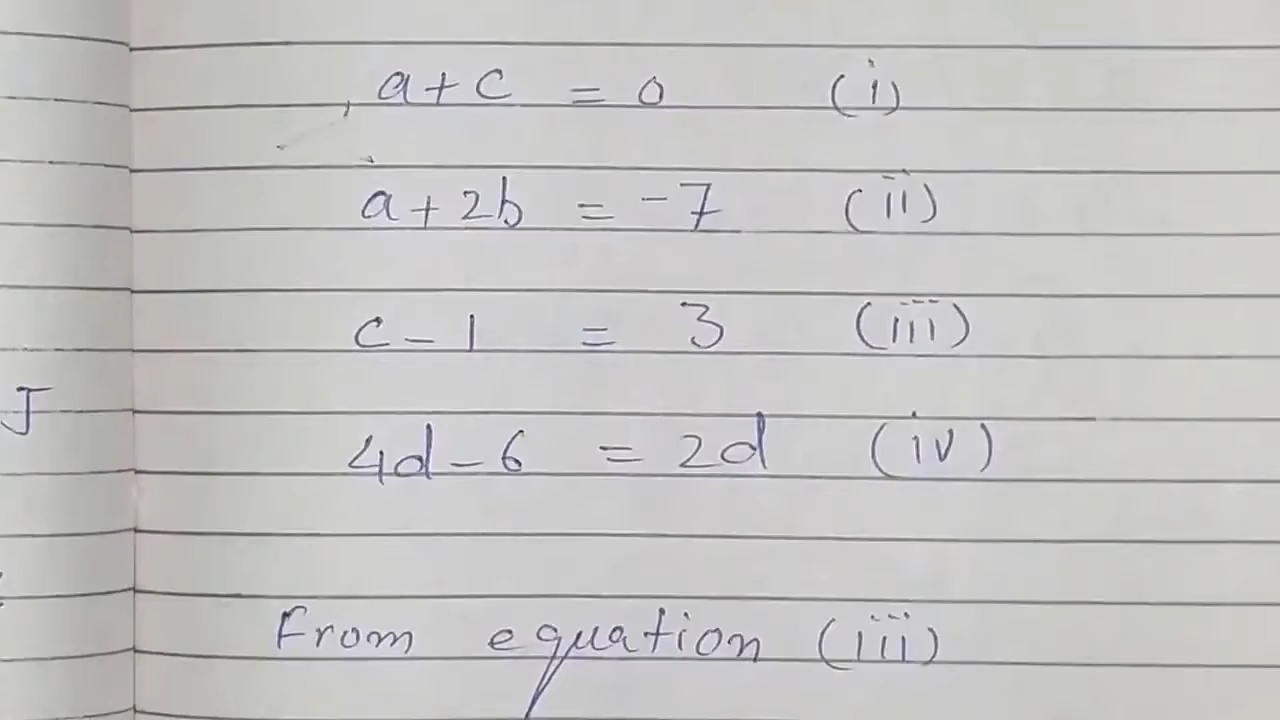 a + c = 0 (i)
a + 2b = -7 (ii)
c - 1 = 3 (iii)
J
4d - 6 = 2d (iv)
From equation (iii)